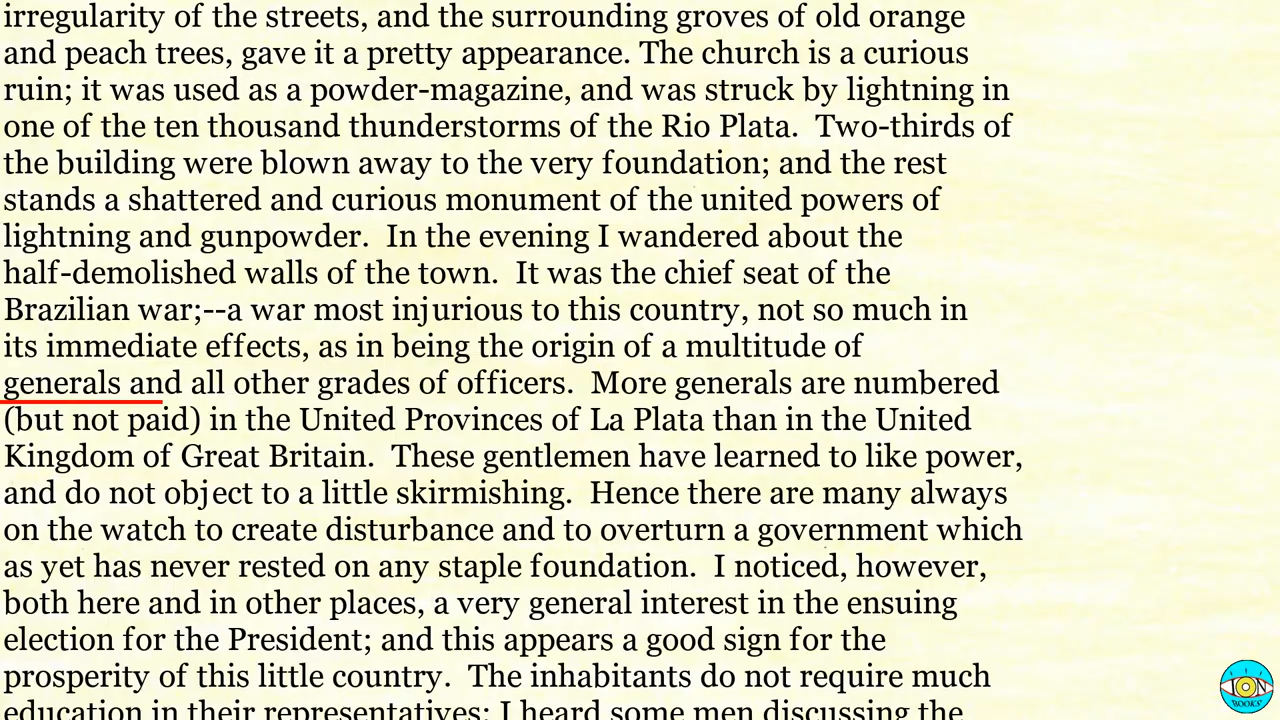 irregularity of the streets, and the surrounding groves of old orange
and peach trees, gave it a pretty appearance. The church is a curious
ruin; it was used as a powder-magazine, and was struck by lightning in
one of the ten thousand thunderstorms of the Rio Plata.  Two-thirds of
the building were blown away to the very foundation; and the rest
stands a shattered and curious monument of the united powers of
lightning and gunpowder.  In the evening I wandered about the
half-demolished walls of the town.  It was the chief seat of the
Brazilian war;--a war most injurious to this country, not so much in
its immediate effects, as in being the origin of a multitude of
generals and all other grades of officers.  More generals are numbered
(but not paid) in the United Provinces of La Plata than in the United
Kingdom of Great Britain.  These gentlemen have learned to like power,
and do not object to a little skirmishing.  Hence there are many always
on the watch to create disturbance and to overturn a government which
as yet has never rested on any staple foundation.  I noticed, however,
both here and in other places, a very general interest in the ensuing
election for the President; and this appears a good sign for the
prosperity of this little country.  The inhabitants do not require much
education in their representatives; I heard some men discussing the
ION
BOOKS